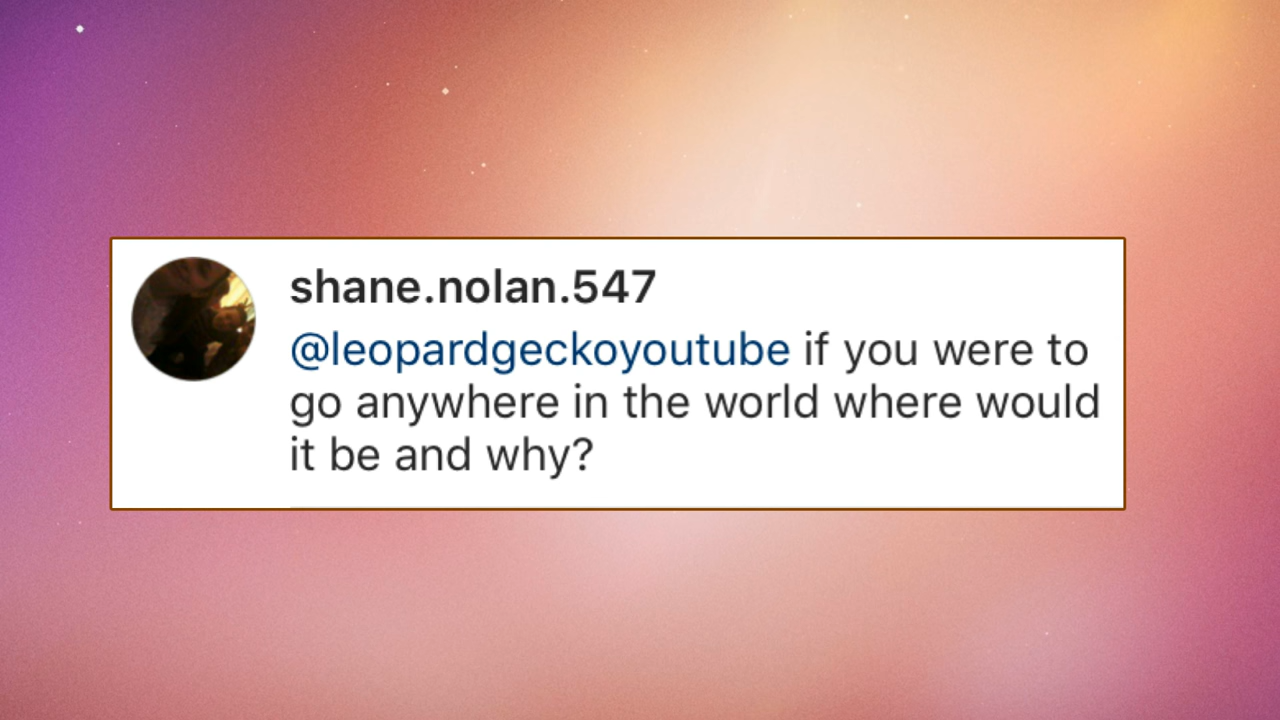 shane.nolan.547
@leopardgeckoyoutube if you were to
go anywhere in the world where would
it be and why?